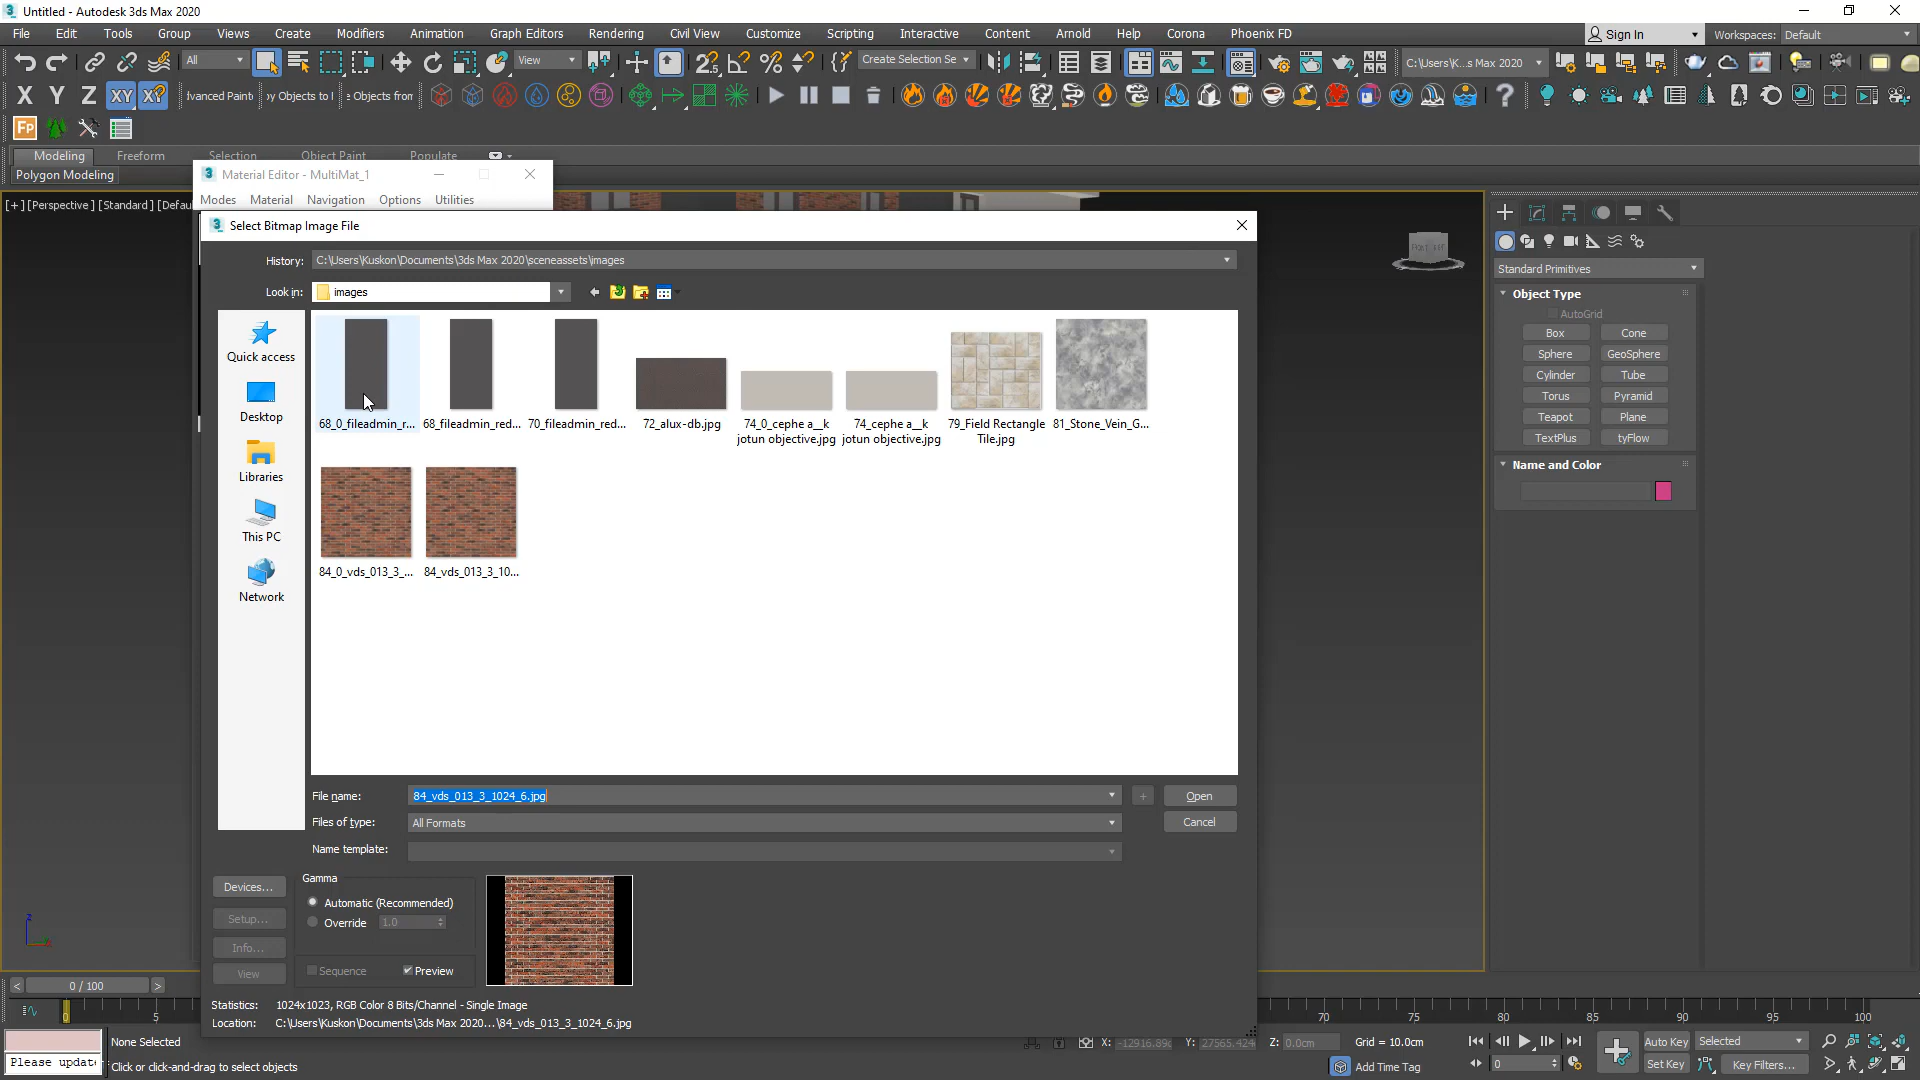 Untitled - Autodesk 3ds Max 2020
File Edit Tools Group Views Create Modifiers Animation Graph Editors Rendering Civil View Customize Scripting Interactive Content Arnold Help Corona Phoenix FD
Sign In Workspaces: Default
All View Create Selection Se C:\Users\K...s Max 2020
X Y Z XY
Fp
Modeling Freeform Selection Object Paint Populate
Polygon Modeling
Material Editor - MultiMat_1
Modes Material Navigation Options Utilities
[+] [Perspective] [Standard]
Select Bitmap Image File
History: C:\Users\Kuskon\Documents\3ds Max 2020\sceneassets\images
Look in: images
Quick access
Desktop
Libraries
This PC
Network
68_0_fileadmin_r... 68_fileadmin_red... 70_fileadmin_red... 72_alux-db.jpg 74_0_cephe a__k 74_cephe a__k 79_Field Rectangle 81_Stone_Vein_G...
jotun objective.jpg jotun objective.jpg Tile.jpg
84_0_vds_013_3_... 84_vds_013_3_10...
File name: 84_vds_013_3_1024_6.jpg Open
Files of type: All Formats Cancel
Name template:
Devices...
Setup...
Info...
View
Gamma
Automatic (Recommended)
Override 1.0
Sequence Preview
Statistics: 1024x1023, RGB Color 8 Bits/Channel - Single Image
Location: C:\Users\Kuskon\Documents\3ds Max 2020...\84_vds_013_3_1024_6.jpg
Standard Primitives
Object Type
AutoGrid
Box Cone
Sphere GeoSphere
Cylinder Tube
Torus Pyramid
Teapot Plane
TextPlus tyFlow
Name and Color
< 0 / 100 >
5 70 75 80 85 90 95 100
None Selected
Please update
Click or click-and-drag to select objects
X: Y: 27565.424 Z: 0.0cm Grid = 10.0cm
Add Time Tag
Auto Key Selected
0 Set Key Key Filters...